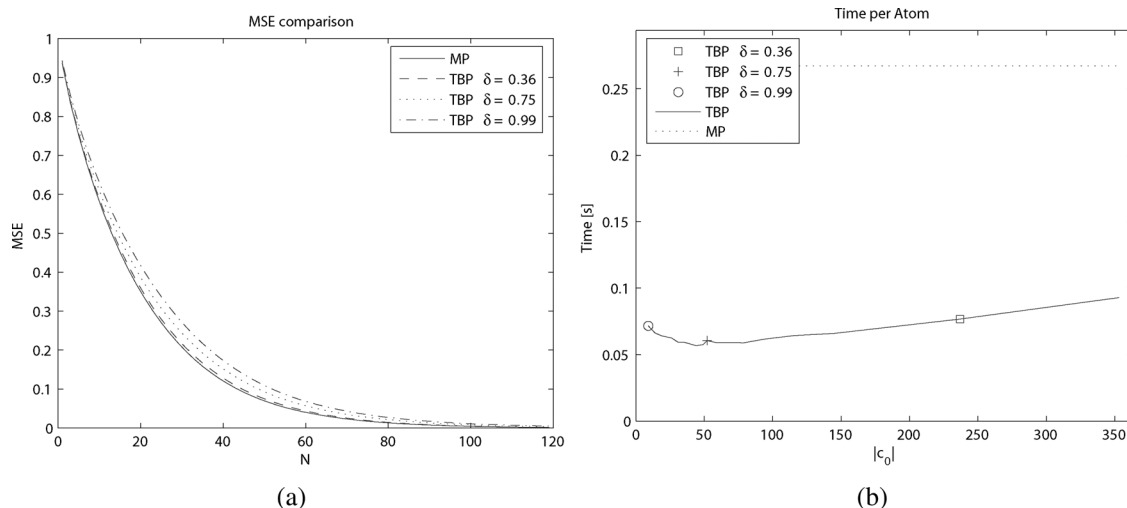 MSE comparison
1
0.9
0.8
0.7
0.6
0.5
0.4
0.3
0.2
0.1
0
MSE
0 20 40 60 80 100 120
N
MP
TBP δ = 0.36
TBP δ = 0.75
TBP δ = 0.99
(a)
Time per Atom
0.25
0.2
0.15
0.1
0.05
0
Time [s]
0 50 100 150 200 250 300 350
|c0|
TBP δ = 0.36
TBP δ = 0.75
TBP δ = 0.99
TBP
MP
(b)